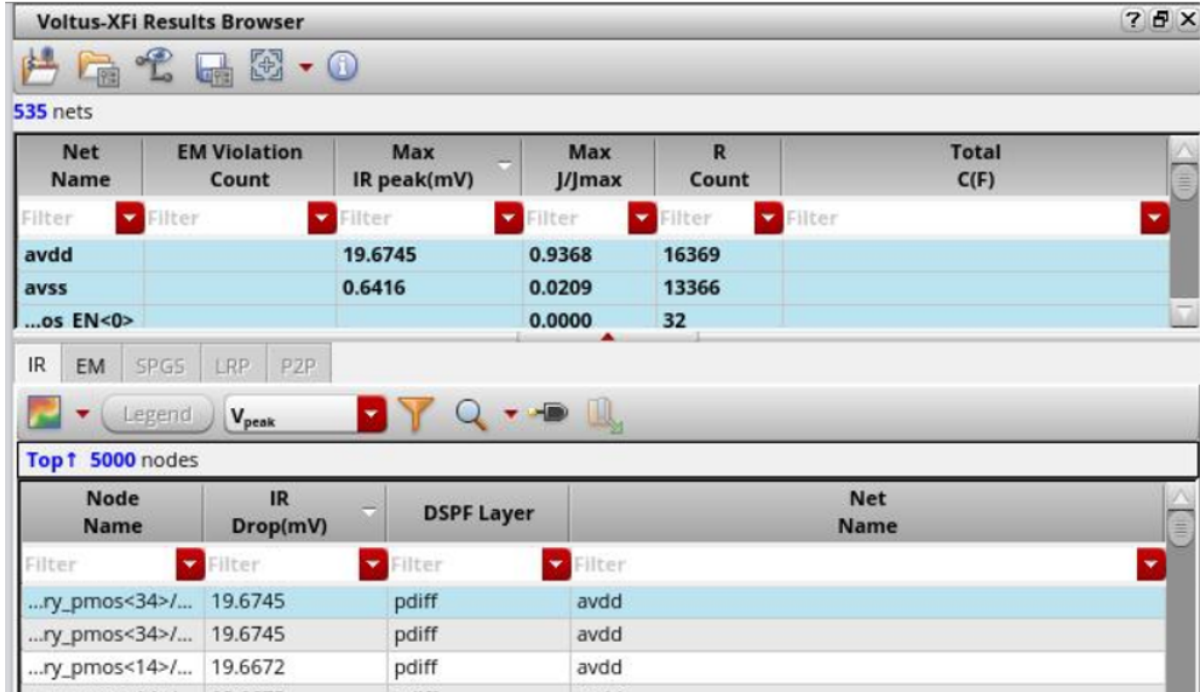 Voltus-XFi Results Browser
535 nets
Net Name EM Violation Count Max IR peak(mV) Max J/Jmax R Count Total C(F)
Filter Filter Filter Filter Filter Filter
avdd 19.6745 0.9368 16369
avss 0.6416 0.0209 13366
...os_EN<0> 0.0000 32
IR EM SPGS LRP P2P
Legend Vpeak
Top↑ 5000 nodes
Node Name IR Drop(mV) DSPF Layer Net Name
Filter Filter Filter Filter
...ry_pmos<34>/... 19.6745 pdiff avdd
...ry_pmos<34>/... 19.6745 pdiff avdd
...ry_pmos<14>/... 19.6672 pdiff avdd